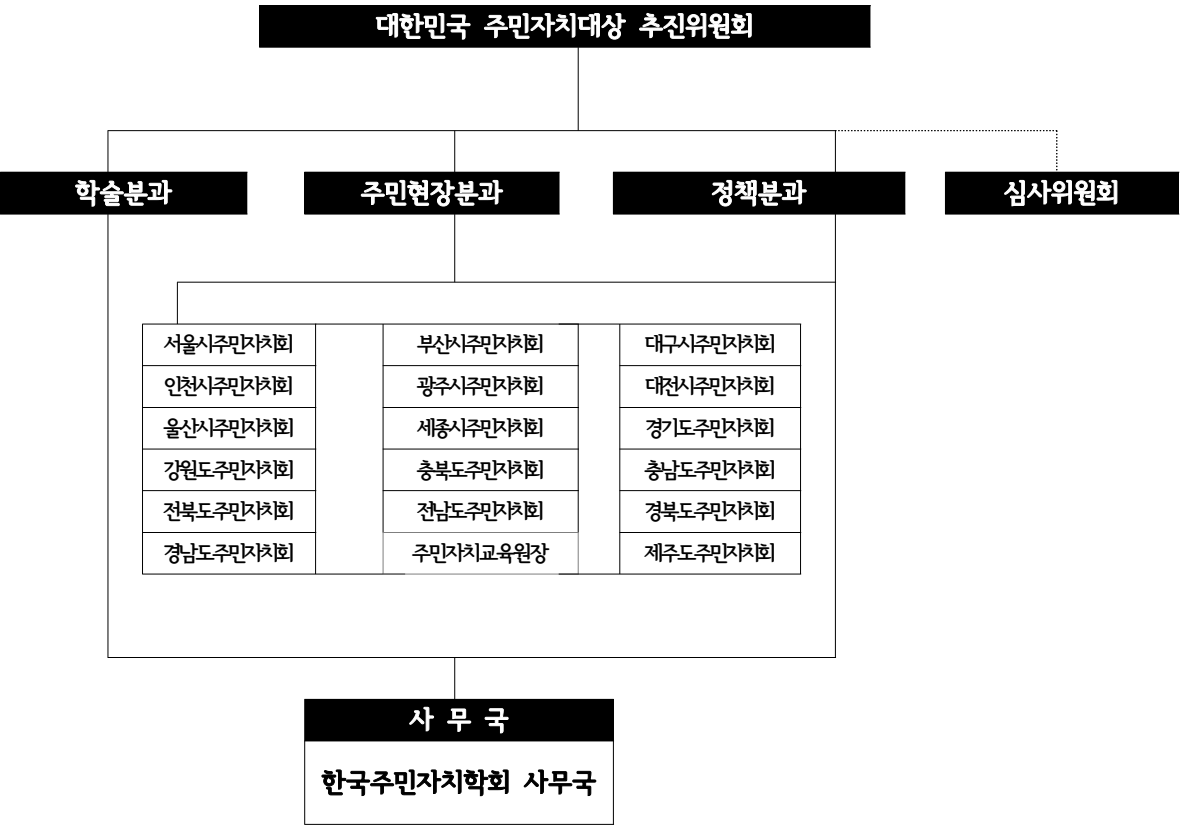 대한민국 주민자치대상 추진위원회
학술분과 주민현장분과 정책분과 심사위원회
서울시주민자치회 부산시주민자치회 대구시주민자치회
인천시주민자치회 광주시주민자치회 대전시주민자치회
울산시주민자치회 세종시주민자치회 경기도주민자치회
강원도주민자치회 충북도주민자치회 충남도주민자치회
전북도주민자치회 전남도주민자치회 경북도주민자치회
경남도주민자치회 주민자치교육원장 제주도주민자치회
사 무 국
한국주민자치학회 사무국